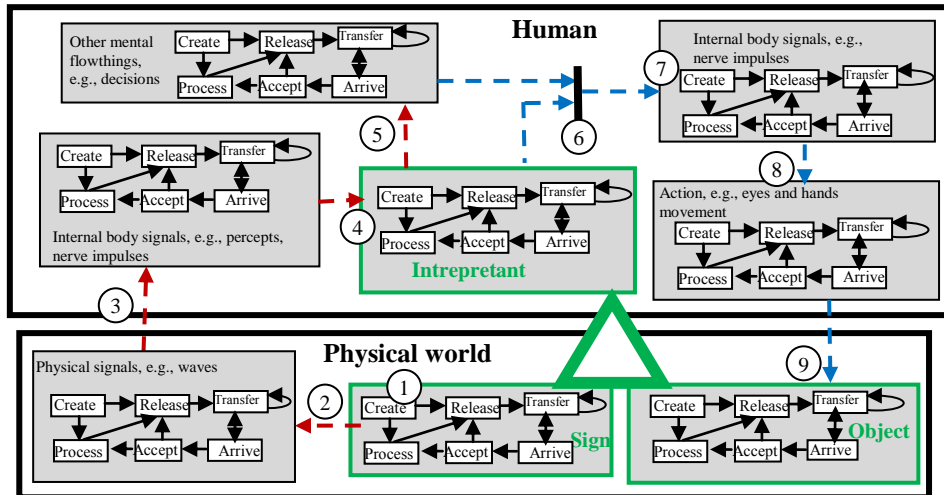 Human
Other mental
flowthings,
e.g., decisions
Create
Release
Transfer
Process
Accept
Arrive
5
6
7
Internal body signals, e.g.,
nerve impulses
Create
Release
Transfer
Process
Accept
Arrive
8
Create
Release
Transfer
Process
Accept
Arrive
Internal body signals, e.g., percepts,
nerve impulses
3
4
Create
Release
Transfer
Process
Accept
Arrive
Intrepretant
Action, e.g., eyes and hands
movement
Create
Release
Transfer
Process
Accept
Arrive
9
Physical world
Physical signals, e.g., waves
Create
Release
Transfer
Process
Accept
Arrive
2
1
Create
Release
Transfer
Process
Accept
Arrive
Sign
Create
Release
Transfer
Process
Accept
Arrive
Object